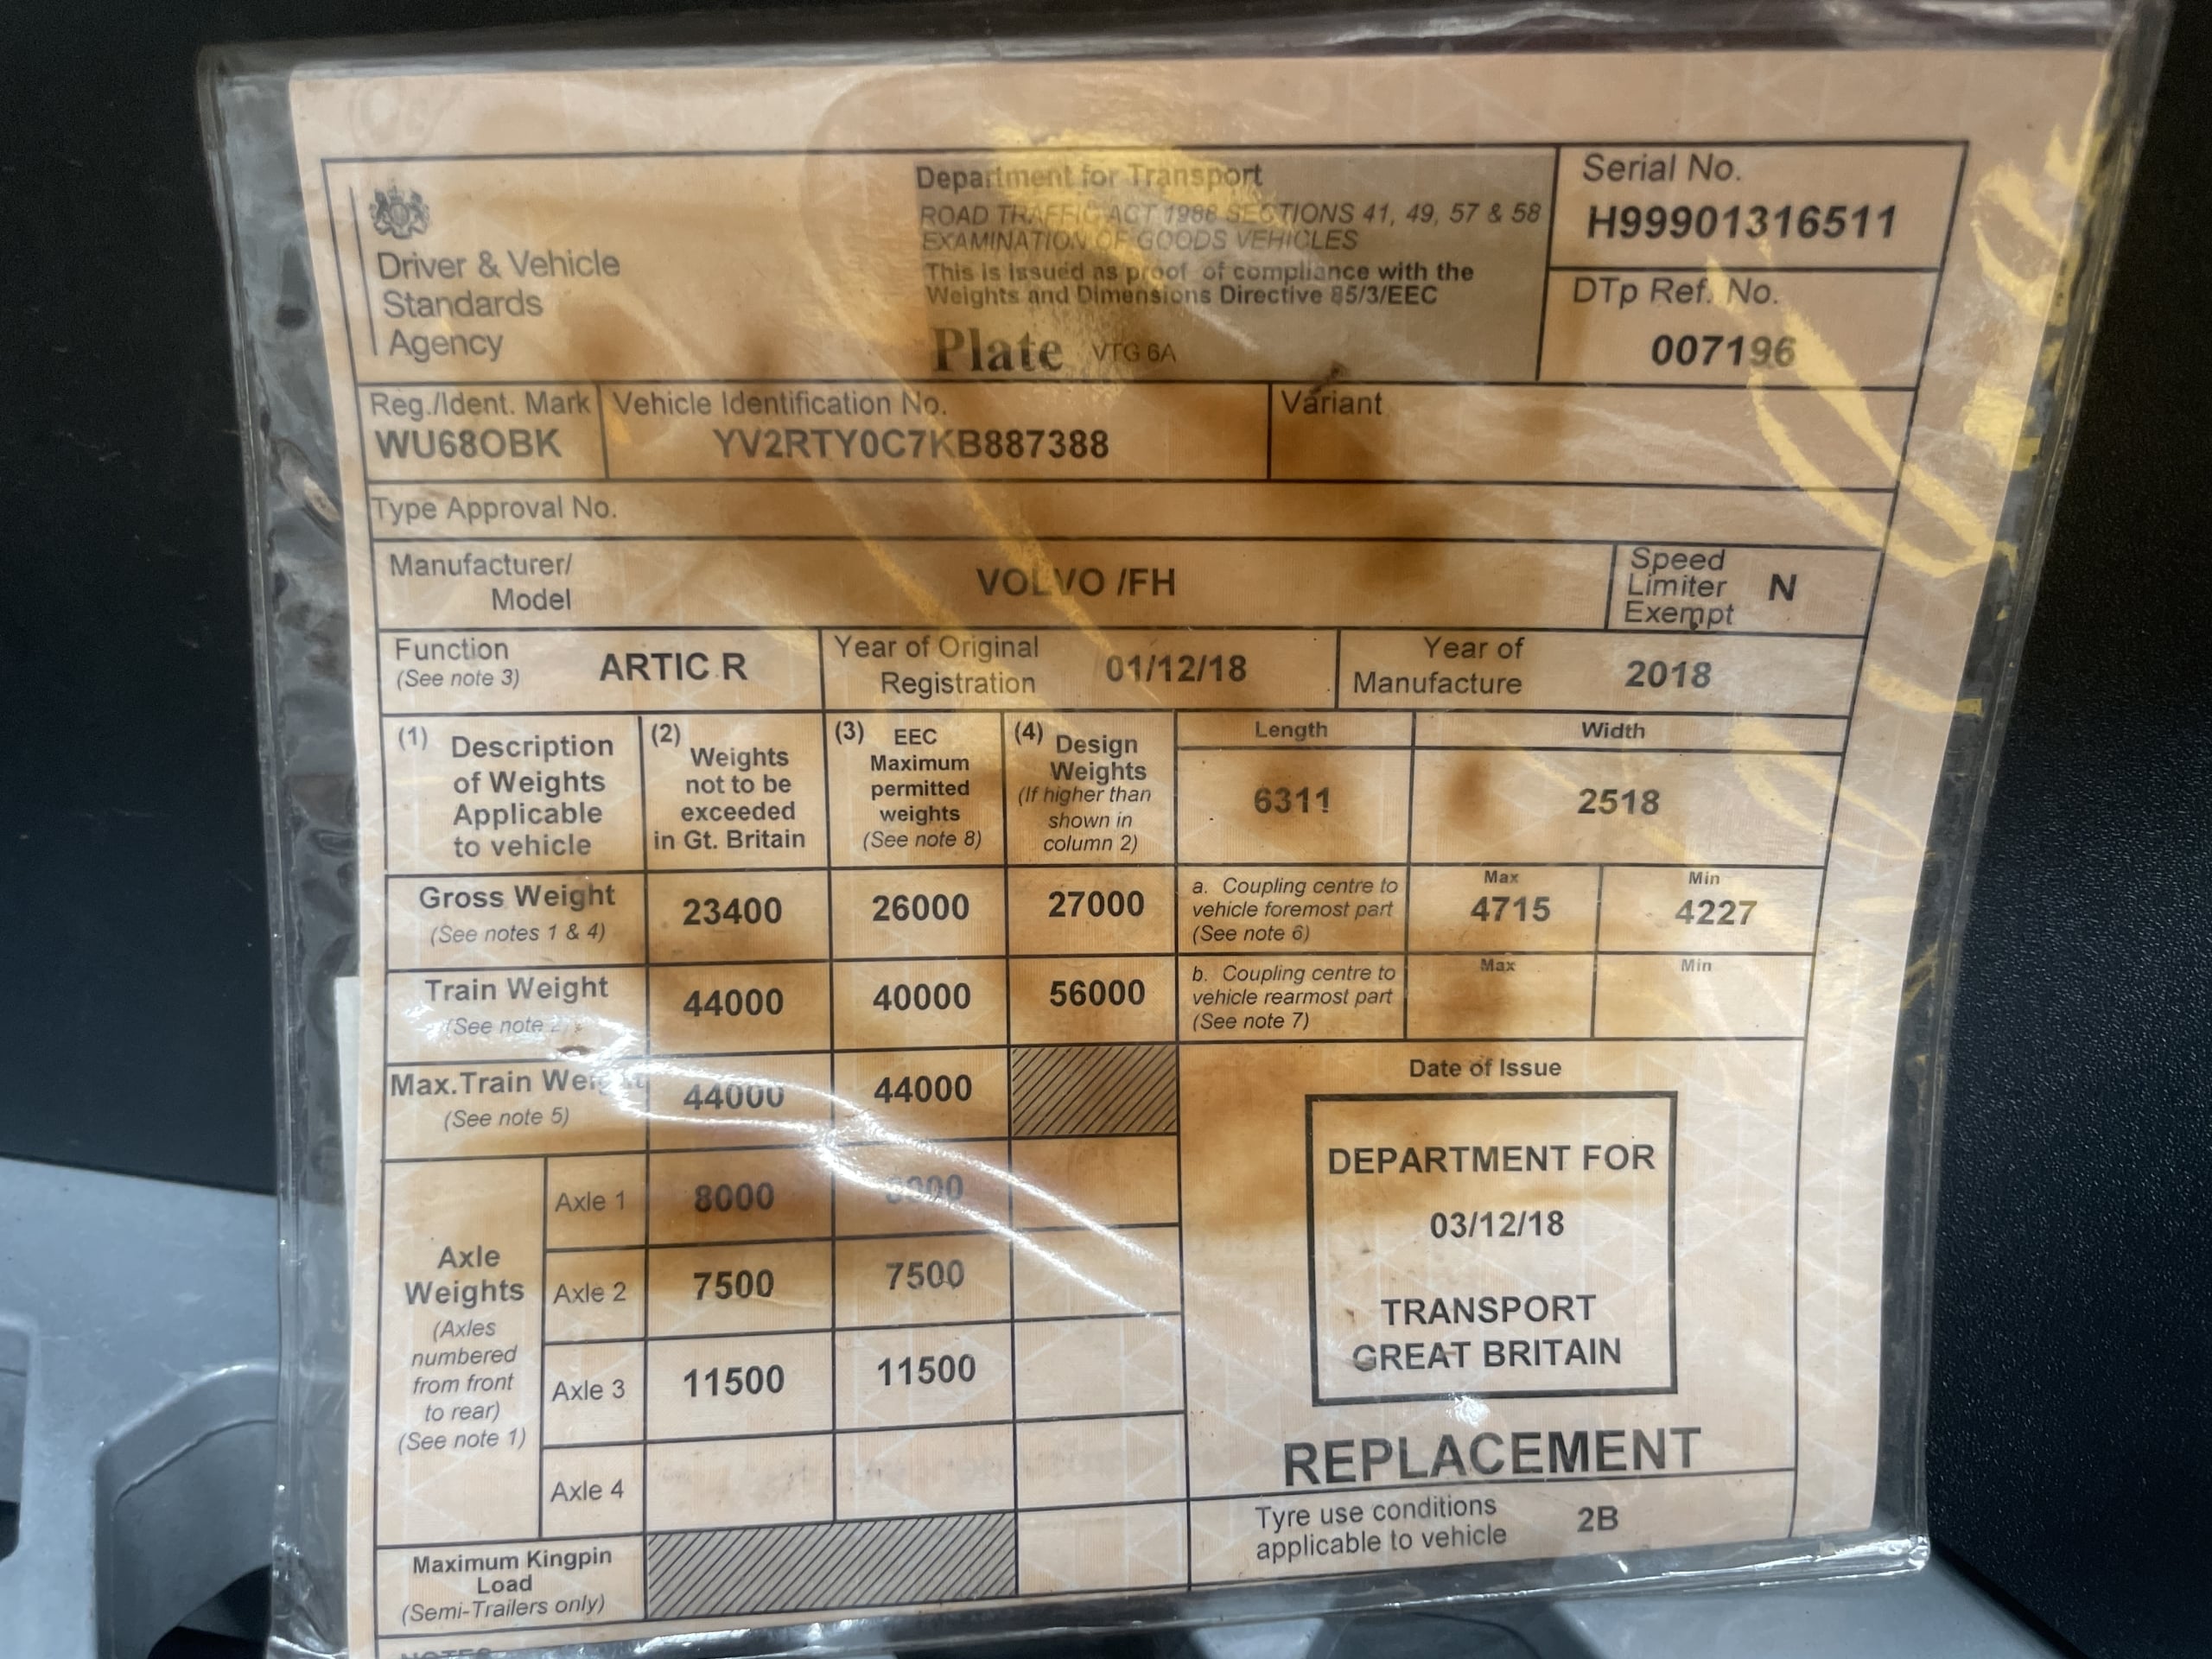 Driver & Vehicle
Standards
Agency
Department for Transport
ROAD TRAFFIC ACT 1988 SECTIONS 41, 49, 57 & 58
EXAMINATION OF GOODS VEHICLES
This is issued as proof of compliance with the
Weights and Dimensions Directive 85/3/EEC
Plate VTG 6A
Serial No.
H99901316511
DTp Ref. No.
007196
Reg./Ident. Mark
WU68OBK
Vehicle Identification No.
YV2RTY0C7KB887388
Variant
Type Approval No.
Manufacturer/
Model
VOLVO /FH
Speed
Limiter
Exempt
N
Function
(See note 3)
ARTIC R
Year of Original
Registration
01/12/18
Year of
Manufacture
2018
(1) Description
of Weights
Applicable
to vehicle
(2) Weights
not to be
exceeded
in Gt. Britain
(3) EEC
Maximum
permitted
weights
(See note 8)
(4) Design
Weights
(If higher than
shown in
column 2)
Length
6311
Width
2518
Gross Weight
(See notes 1 & 4)
23400
26000
27000
a. Coupling centre to
vehicle foremost part
(See note 6)
Max
4715
Min
4227
Train Weight
(See note
44000
40000
56000
b. Coupling centre to
vehicle rearmost part
(See note 7)
Max
Min
Max.Train Weight
(See note 5)
44000
44000
Axle
Weights
(Axles
numbered
from front
to rear)
(See note 1)
Axle 1
8000
8000
Axle 2
7500
7500
Axle 3
11500
11500
Axle 4
Maximum Kingpin
Load
(Semi-Trailers only)
Date of Issue
DEPARTMENT FOR
03/12/18
TRANSPORT
GREAT BRITAIN
REPLACEMENT
Tyre use conditions
applicable to vehicle
2B